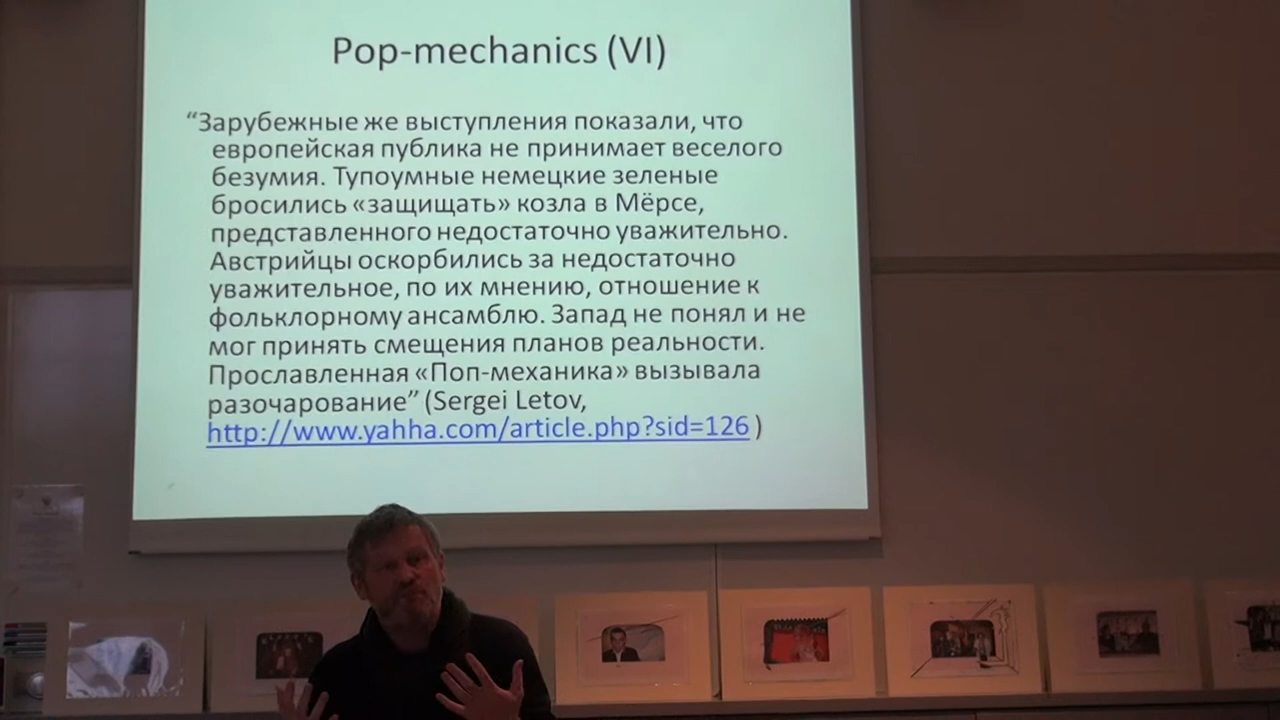 Pop-mechanics (VI)
“Зарубежные же выступления показали, что
европейская публика не принимает веселого
безумия. Тупоумные немецкие зеленые
бросились «защищать» козла в Мёрсе,
представленного недостаточно уважительно.
Австрийцы оскорбились за недостаточно
уважительное, по их мнению, отношение к
фольклорному ансамблю. Запад не понял и не
мог принять смещения планов реальности.
Прославленная «Поп-механика» вызывала
разочарование” (Sergei Letov,
http://www.yahha.com/article.php?sid=126 )